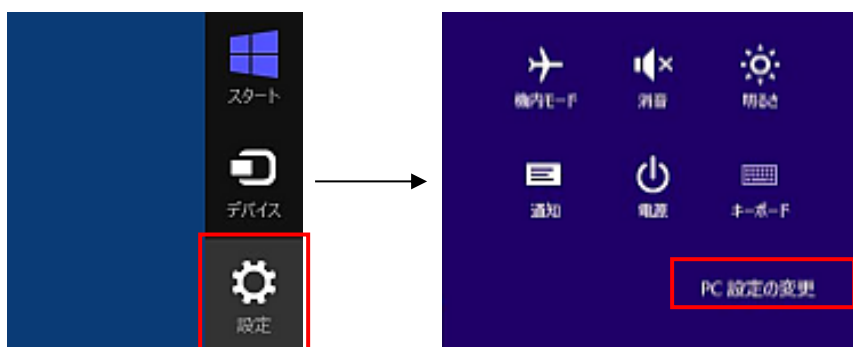 スタート
デバイス
設定
機内モード
消音
明るさ
通知
電源
キーボード
PC 設定の変更